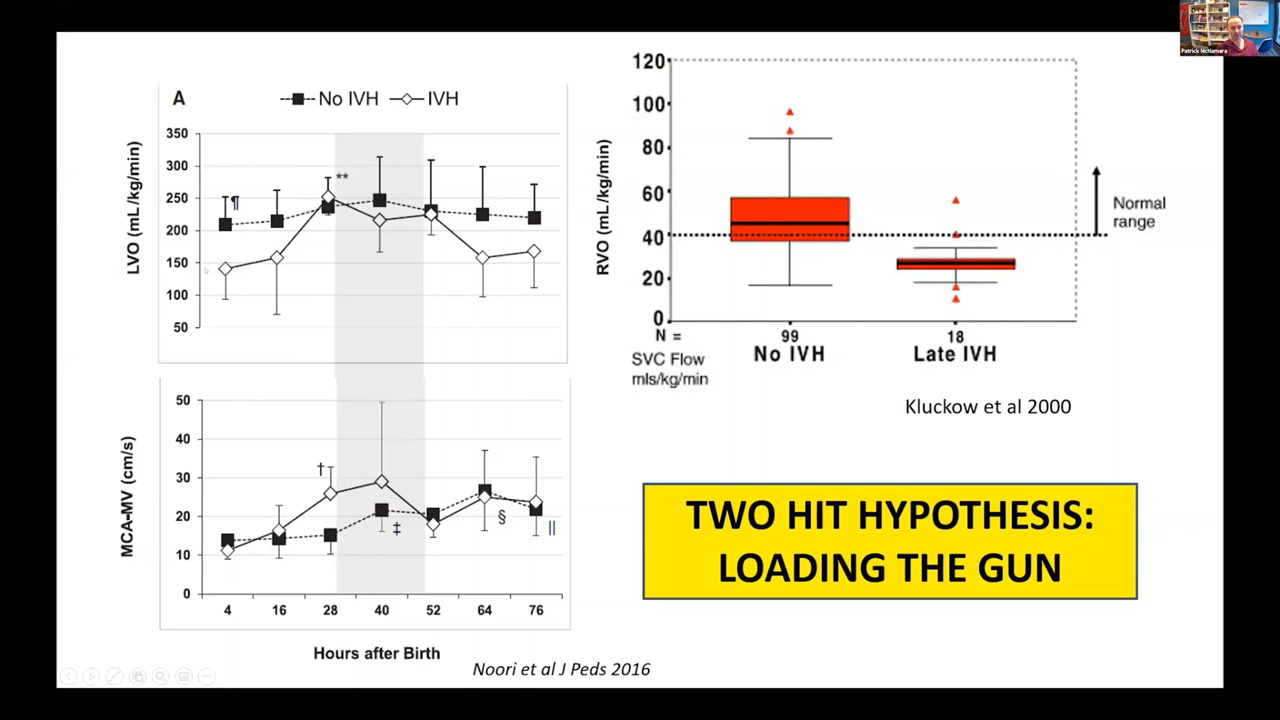 Patrick McNamara
A
No IVH
IVH
LVO (mL/kg/min)
350
300
250
200
150
100
50
¶
**
MCA-MV (cm/s)
50
40
30
20
10
0
†
‡
§
||
4 16 28 40 52 64 76
Hours after Birth
Noori et al J Peds 2016
RVO (mL/kg/min)
120
100
80
60
40
20
0
Normal
range
N = 99 18
SVC Flow
mls/kg/min
No IVH Late IVH
Kluckow et al 2000
TWO HIT HYPOTHESIS:
LOADING THE GUN